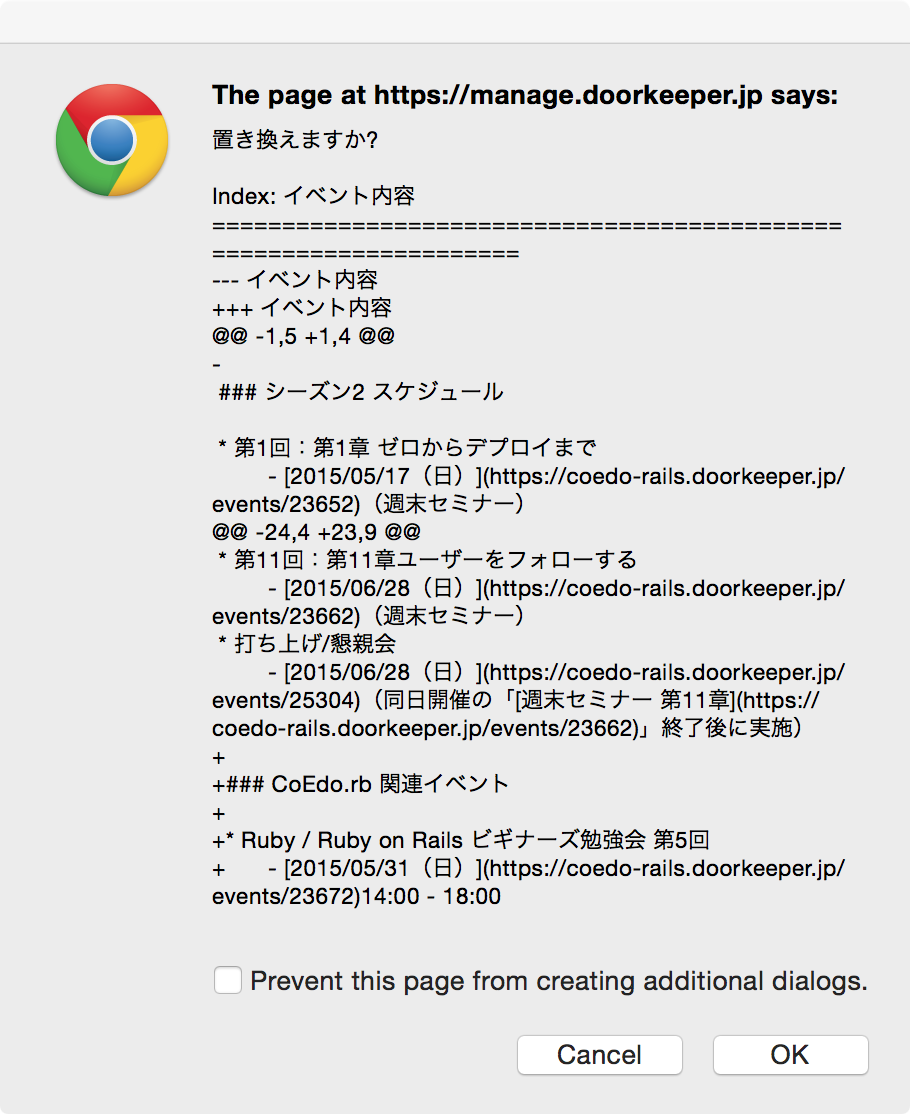 The page at https://manage.doorkeeper.jp says:
置き換えますか?
Index: イベント内容
=============================================
======================
--- イベント内容
+++ イベント内容
@@ -1,5 +1,4 @@
-
### シーズン2 スケジュール
* 第1回：第1章 ゼロからデプロイまで
- [2015/05/17（日）](https://coedo-rails.doorkeeper.jp/
events/23652)（週末セミナー）
@@ -24,4 +23,9 @@
* 第11回：第11章ユーザーをフォローする
- [2015/06/28（日）](https://coedo-rails.doorkeeper.jp/
events/23662)（週末セミナー）
* 打ち上げ/懇親会
- [2015/06/28（日）](https://coedo-rails.doorkeeper.jp/
events/25304)（同日開催の「[週末セミナー 第11章](https://
coedo-rails.doorkeeper.jp/events/23662)」終了後に実施）
+
+### CoEdo.rb 関連イベント
+
+* Ruby / Ruby on Rails ビギナーズ勉強会 第5回
+ - [2015/05/31（日）](https://coedo-rails.doorkeeper.jp/
events/23672)14:00 - 18:00
Prevent this page from creating additional dialogs.
Cancel
OK